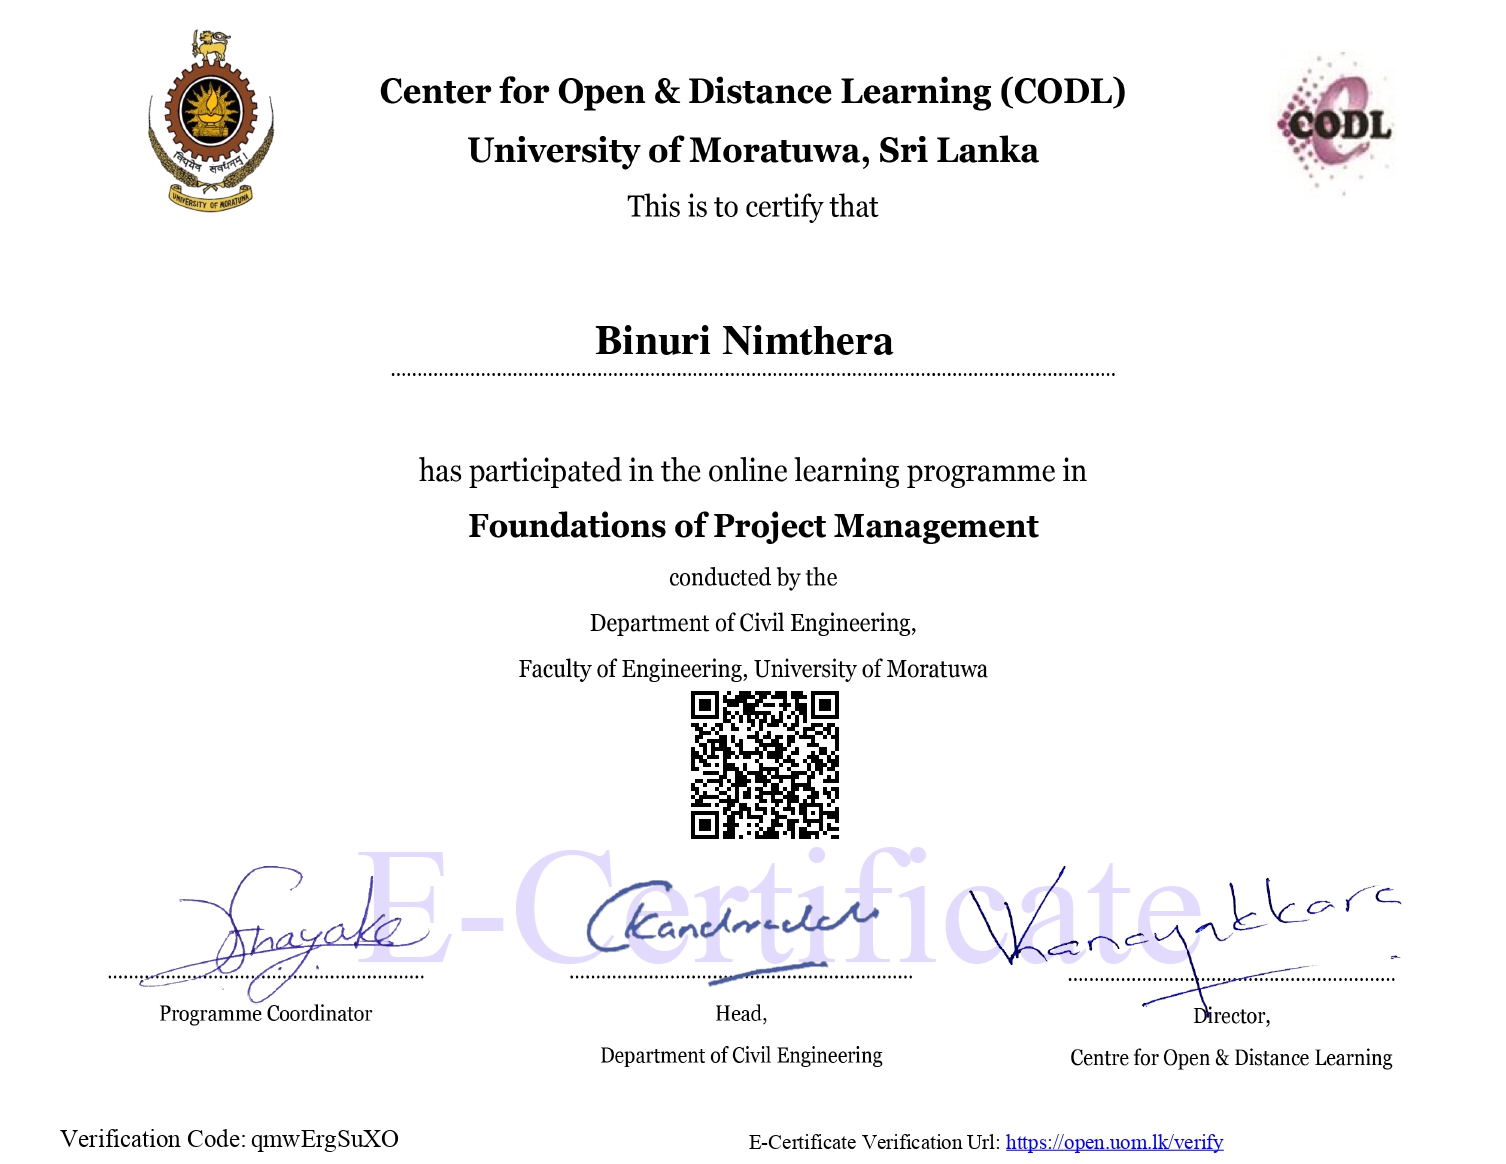 Center for Open & Distance Learning (CODL)
University of Moratuwa, Sri Lanka
This is to certify that
विद्ययैव सर्वधनम्।
UNIVERSITY OF MORATUWA
CODL
Binuri Nimthera
has participated in the online learning programme in
Foundations of Project Management
conducted by the
Department of Civil Engineering,
Faculty of Engineering, University of Moratuwa
E-Certificate
Programme Coordinator
Head,
Department of Civil Engineering
Director,
Centre for Open & Distance Learning
Verification Code: qmwErgSuXO
E-Certificate Verification Url: https://open.uom.lk/verify